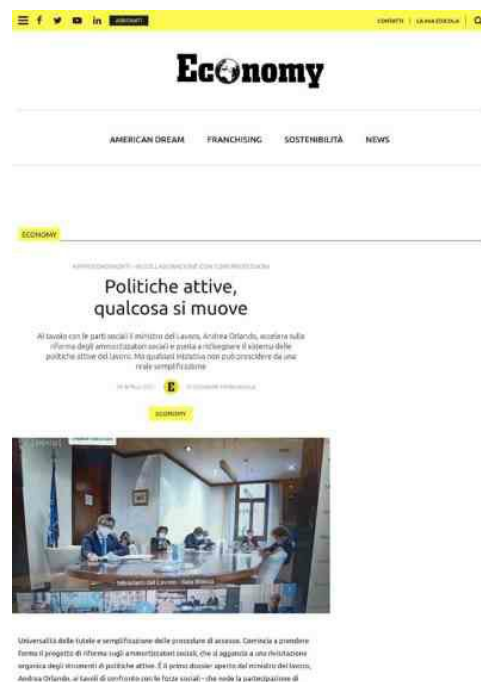 ABBONATI
CONTATTI | LA MIA EDICOLA
Economy
AMERICAN DREAM FRANCHISING SOSTENIBILITÀ NEWS
ECONOMY
APPROFONDIMENTI - IN COLLABORAZIONE CON
Politiche attive,
qualcosa si muove
Al tavolo con le parti sociali il ministro del Lavoro, Andrea Orlando, accelera sulla
riforma degli ammortizzatori sociali e punta a ridisegnare il sistema delle
politiche attive del lavoro. Ma qualsiasi iniziativa non può prescindere da una
reale semplificazione
E
ECONOMY
Ministero del Lavoro - Sala
Universalità delle tutele e semplificazione delle procedure di accesso. Comincia a prendere
forma il progetto di riforma sugli ammortizzatori sociali, che si aggancia a una rivisitazione
organica degli strumenti di politiche attive. È il primo dossier aperto dal ministro del lavoro,
Andrea Orlando, ai tavoli di confronto con le forze sociali - che vede la partecipazione di